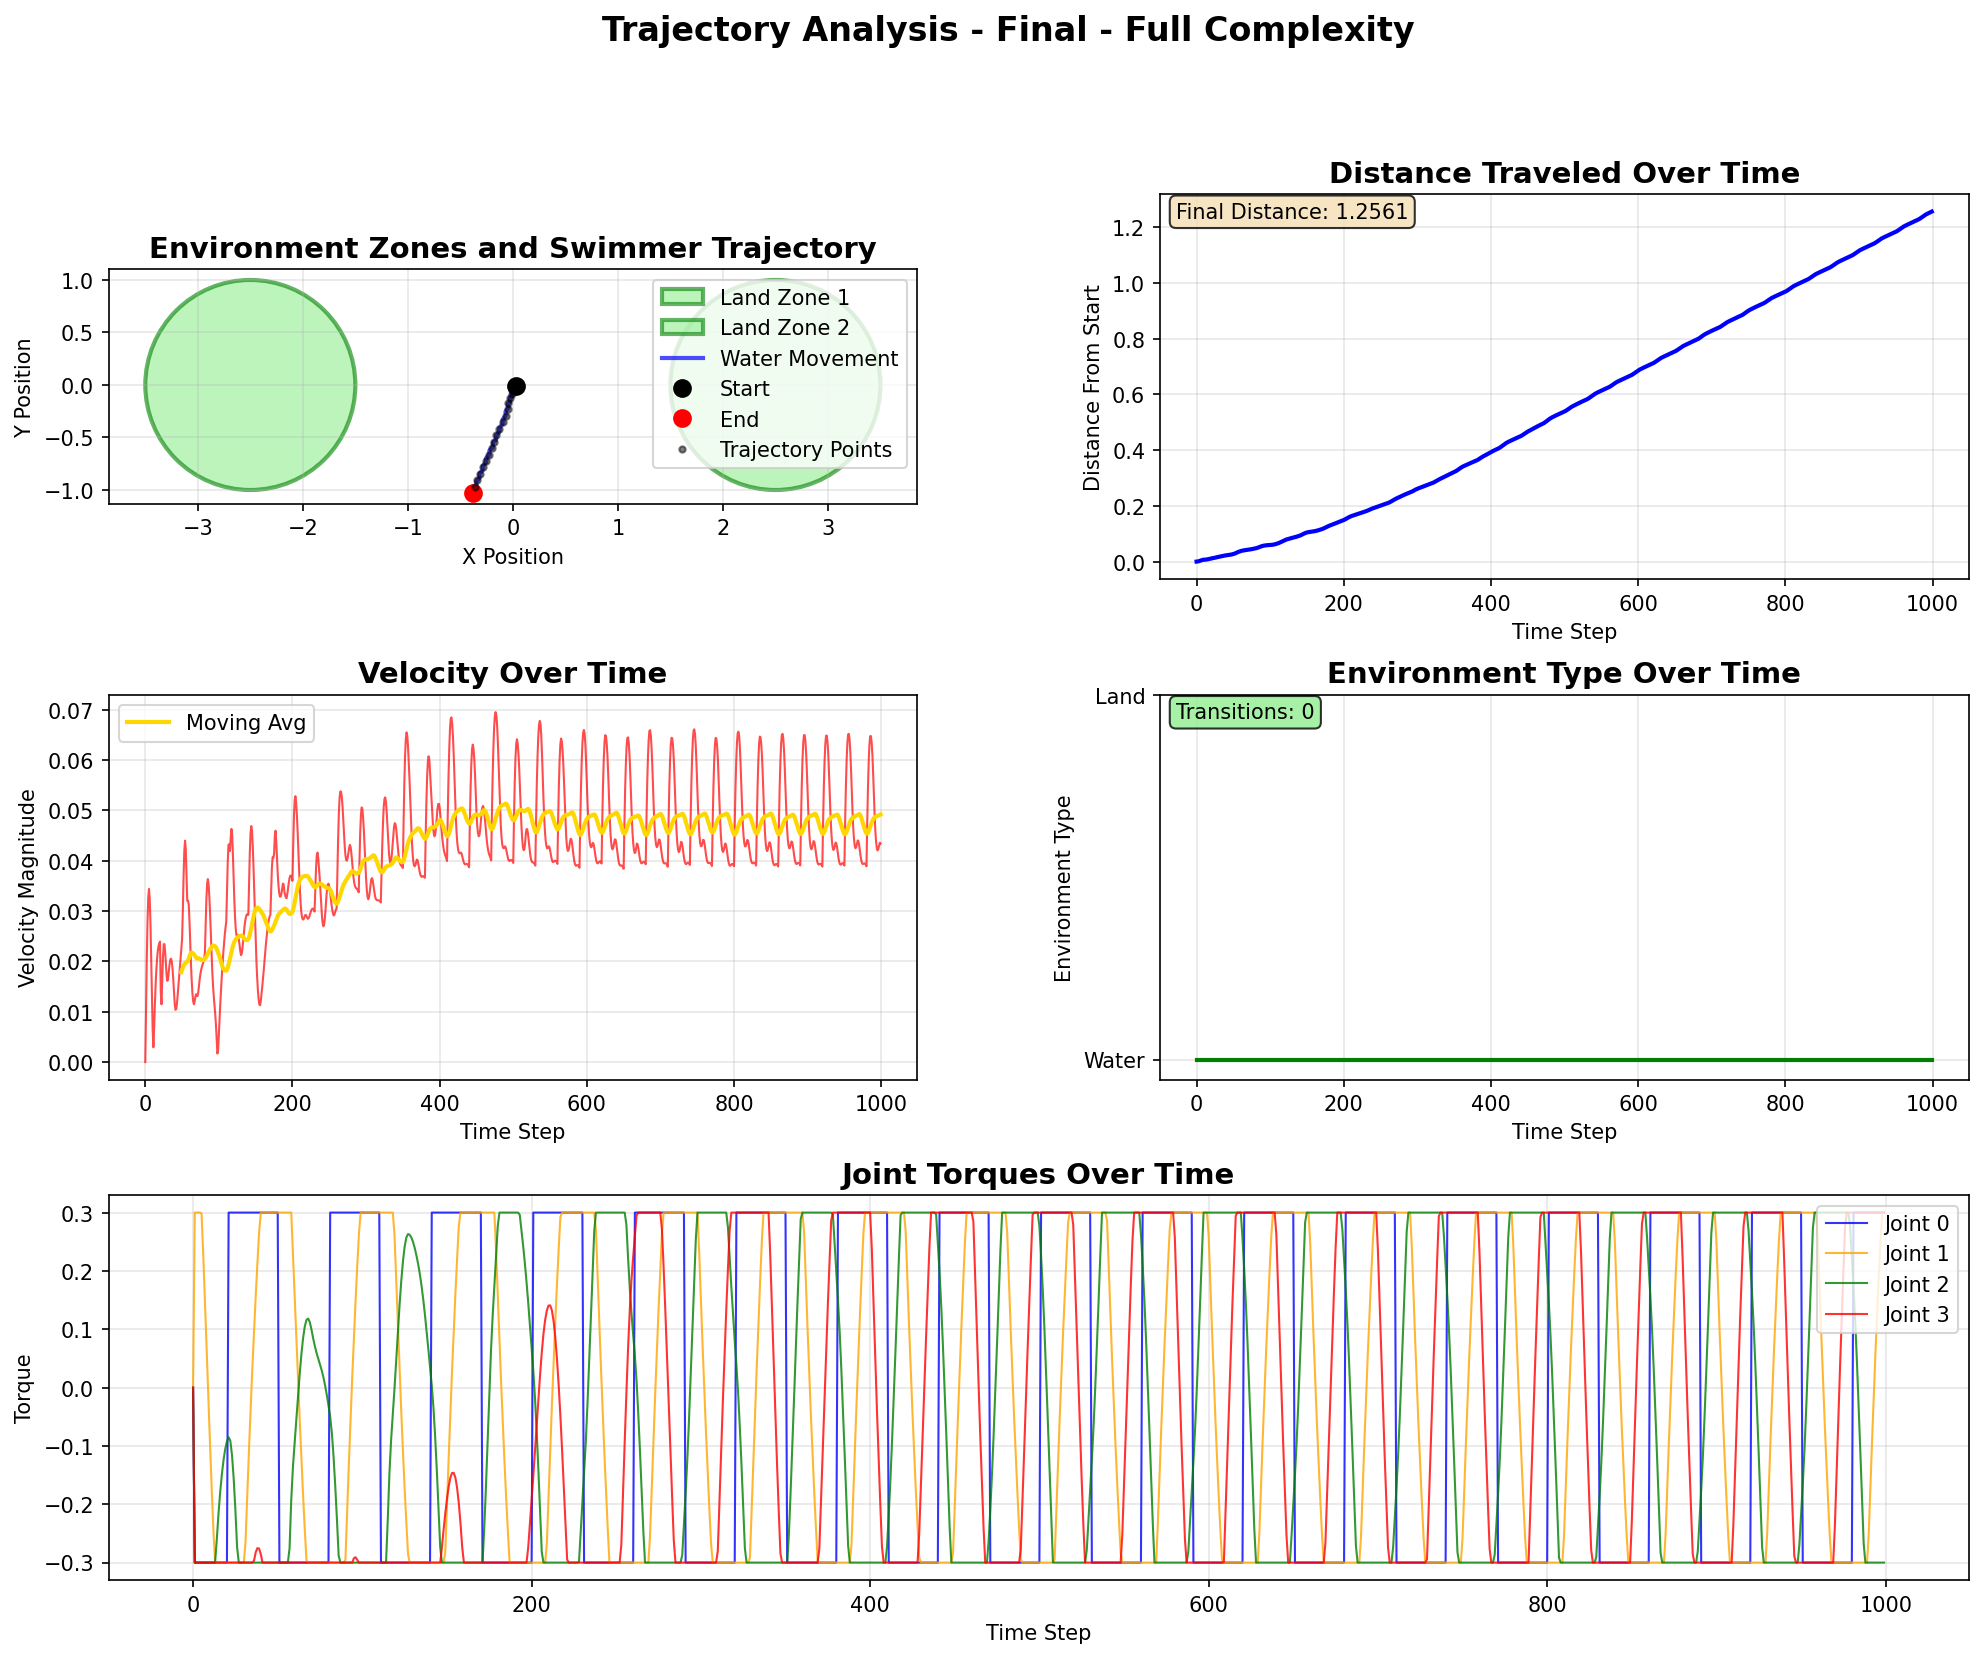 Trajectory Analysis - Final - Full Complexity
Environment Zones and Swimmer Trajectory
Y Position
1.0
0.5
0.0
−0.5
−1.0
−3
−2
−1
0
1
2
3
X Position
Land Zone 1
Land Zone 2
Water Movement
Start
End
Trajectory Points
Distance Traveled Over Time
Final Distance: 1.2561
Distance From Start
1.2
1.0
0.8
0.6
0.4
0.2
0.0
0
200
400
600
800
1000
Time Step
Velocity Over Time
Moving Avg
Velocity Magnitude
0.07
0.06
0.05
0.04
0.03
0.02
0.01
0.00
0
200
400
600
800
1000
Time Step
Environment Type Over Time
Transitions: 0
Environment Type
Land
Water
0
200
400
600
800
1000
Time Step
Joint Torques Over Time
Torque
0.3
0.2
0.1
0.0
−0.1
−0.2
−0.3
0
200
400
600
800
1000
Time Step
Joint 0
Joint 1
Joint 2
Joint 3